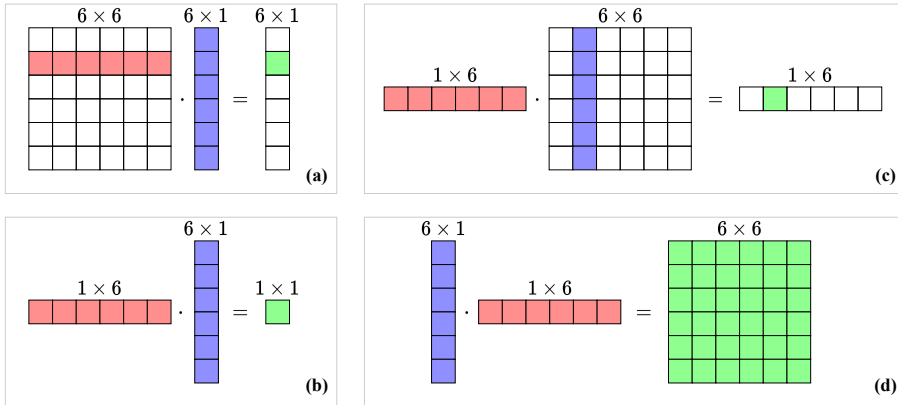 6 × 6 6 × 1 6 × 1
· =
(a)
6 × 6
1 × 6 1 × 6
· =
(c)
6 × 1
1 × 6 1 × 1
· =
(b)
6 × 1 6 × 6
1 × 6
· =
(d)